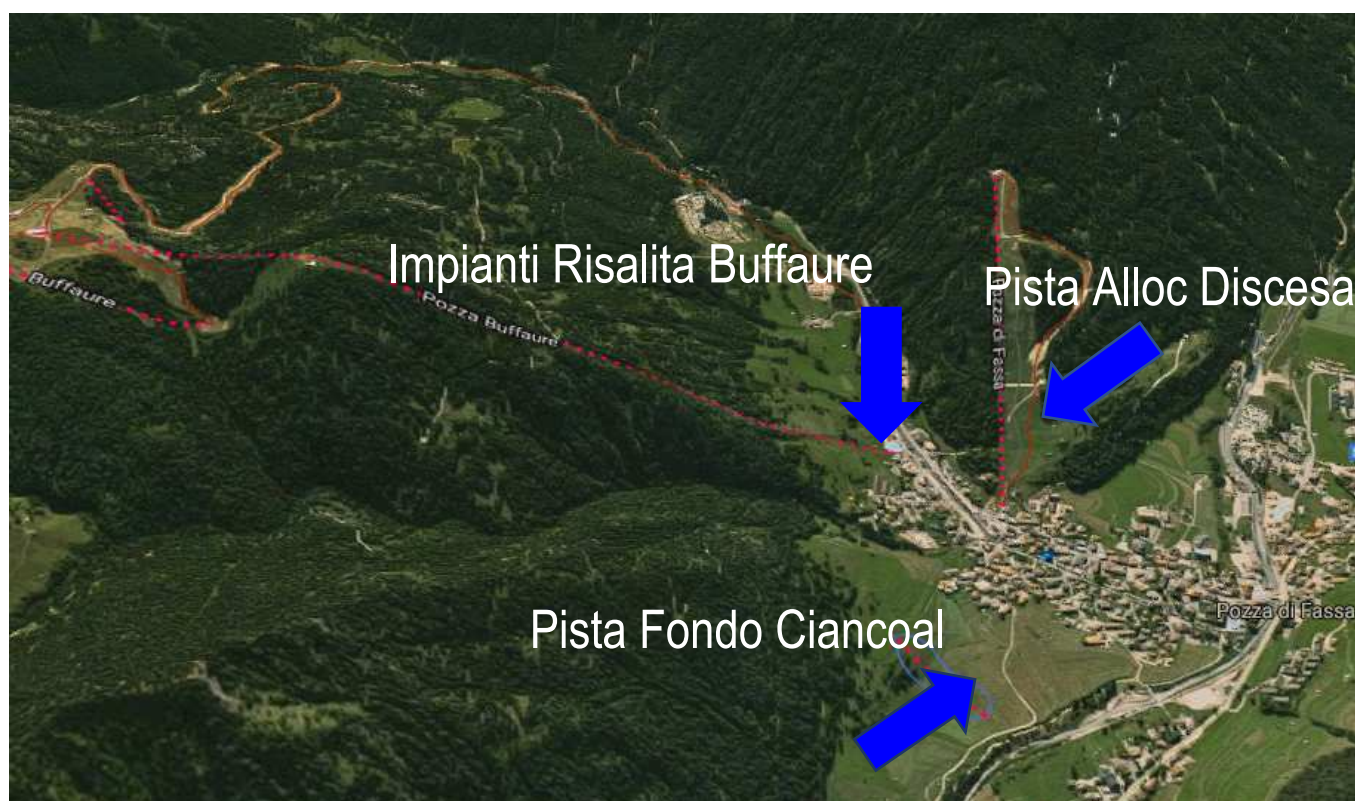 Impianti Risalita Buffaure
Pista Alloc Discesa
Buffaure
Pozza Buffaure
Pozza di Fassa
Pista Fondo Ciancoal
Pozza di Fassa